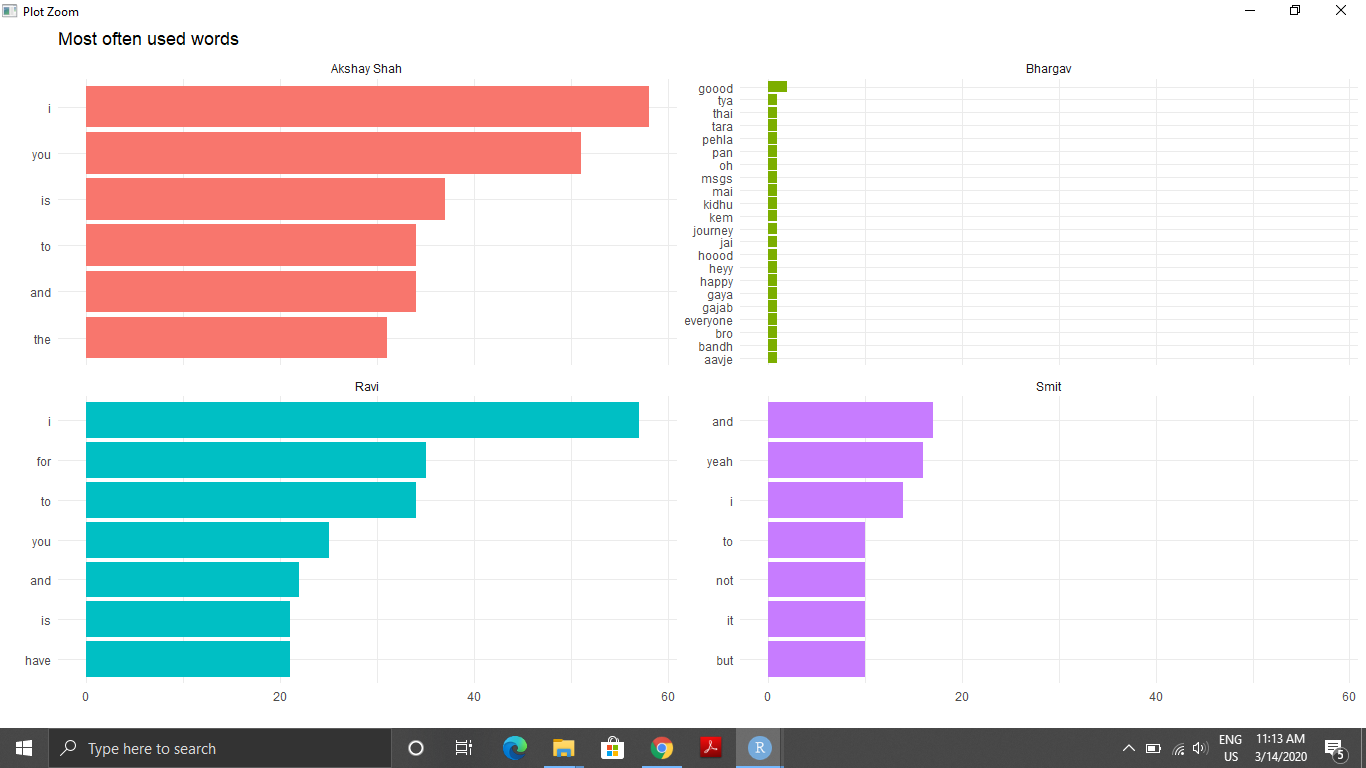 Plot Zoom
Most often used words
Akshay Shah
i
you
is
to
and
the
Bhargav
goood
tya
thai
tara
pehla
pan
oh
msgs
mai
kidhu
kem
journey
jai
hoood
heyy
happy
gaya
gajab
everyone
bro
bandh
aavje
Ravi
i
for
to
you
and
is
have
0 20 40 60
Smit
and
yeah
i
to
not
it
but
0 20 40 60
Type here to search
R
ENG
US
11:13 AM
3/14/2020
5